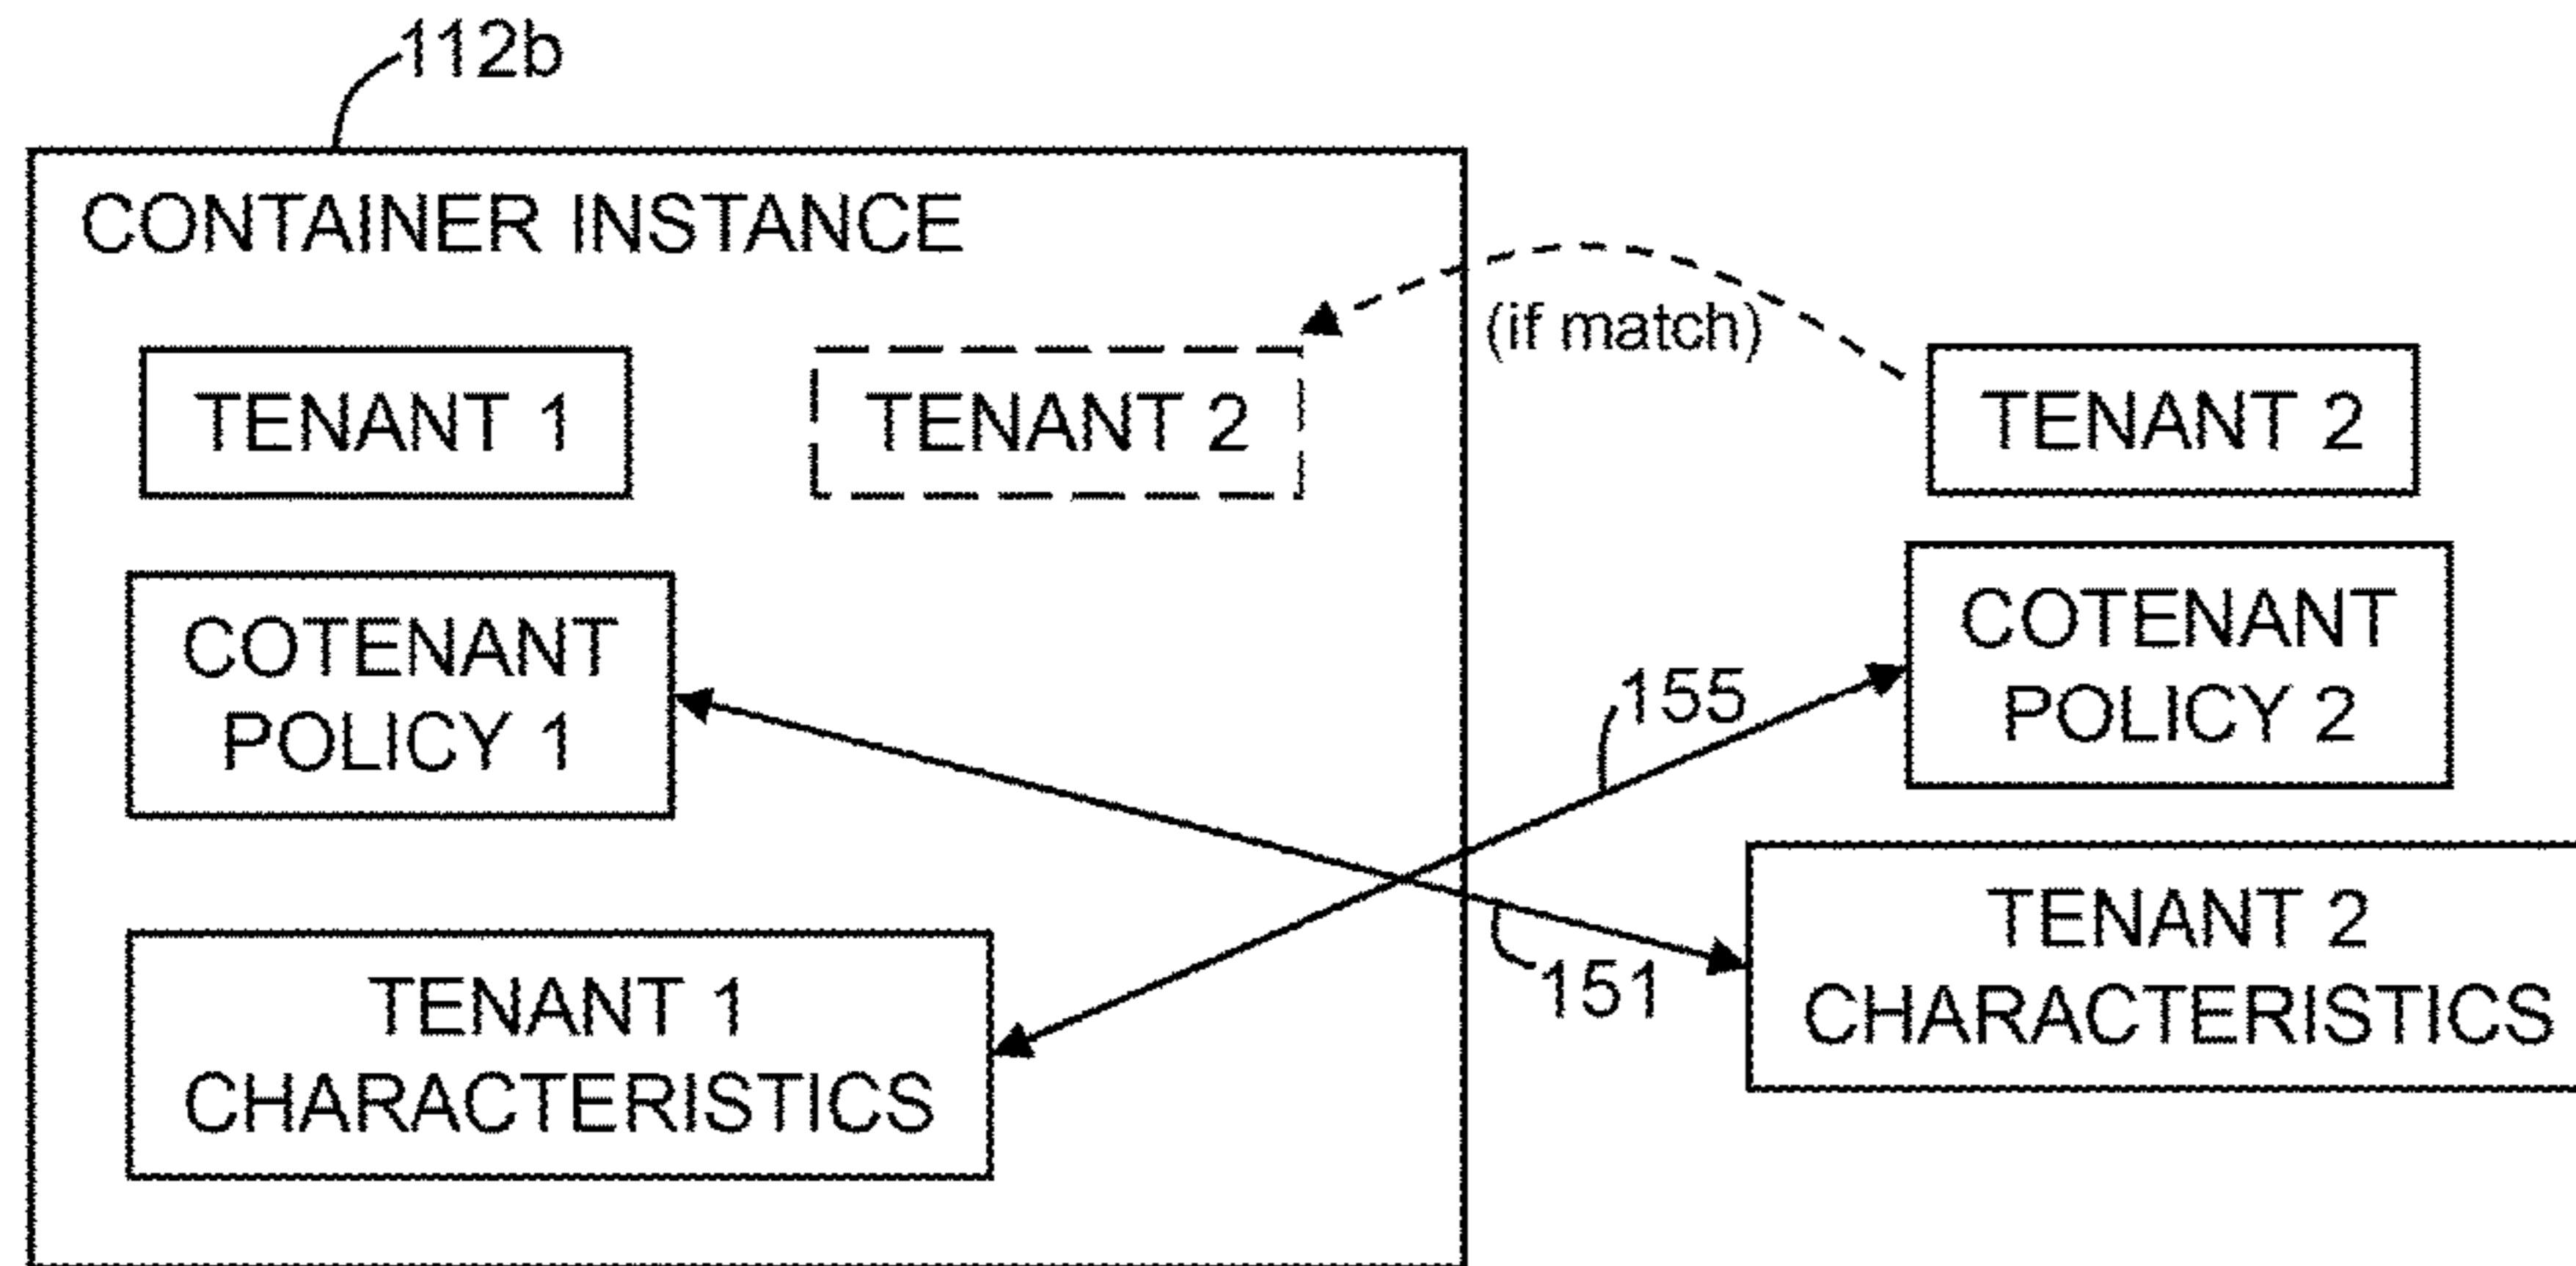 112b
CONTAINER INSTANCE
(if match)
TENANT 1
TENANT 2
TENANT 2
COTENANT
POLICY 1
COTENANT
POLICY 2
155
151
TENANT 1
CHARACTERISTICS
TENANT 2
CHARACTERISTICS